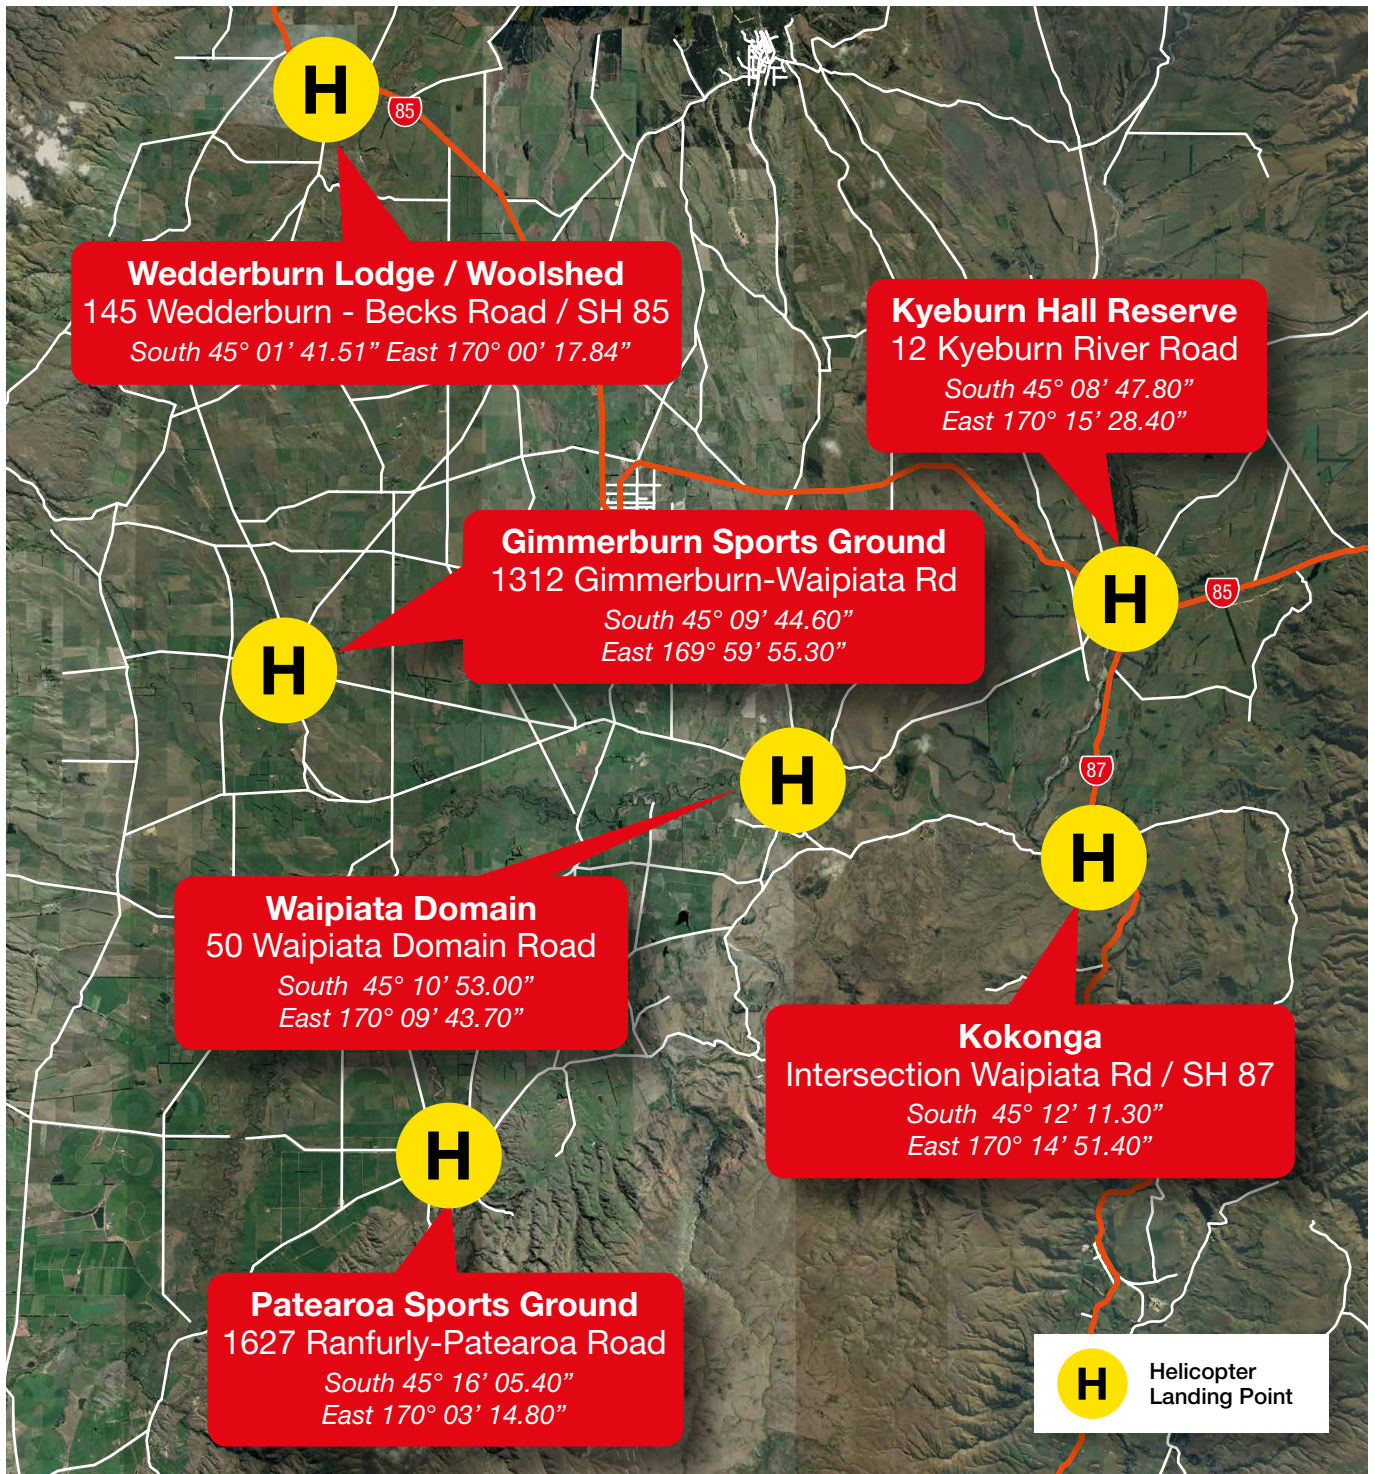 H
85
Wedderburn Lodge / Woolshed
145 Wedderburn - Becks Road / SH 85
South 45° 01’ 41.51” East 170° 00’ 17.84”
Kyeburn Hall Reserve
12 Kyeburn River Road
South 45° 08’ 47.80”
East 170° 15’ 28.40”
Gimmerburn Sports Ground
1312 Gimmerburn-Waipiata Rd
South 45° 09’ 44.60”
East 169° 59’ 55.30”
H
85
H
87
H
H
Waipiata Domain
50 Waipiata Domain Road
South  45° 10’ 53.00”
East 170° 09’ 43.70”
Kokonga
Intersection Waipiata Rd / SH 87
South  45° 12’ 11.30”
East 170° 14’ 51.40”
H
Patearoa Sports Ground
1627 Ranfurly-Patearoa Road
South 45° 16’ 05.40”
East 170° 03’ 14.80”
H
Helicopter
Landing Point